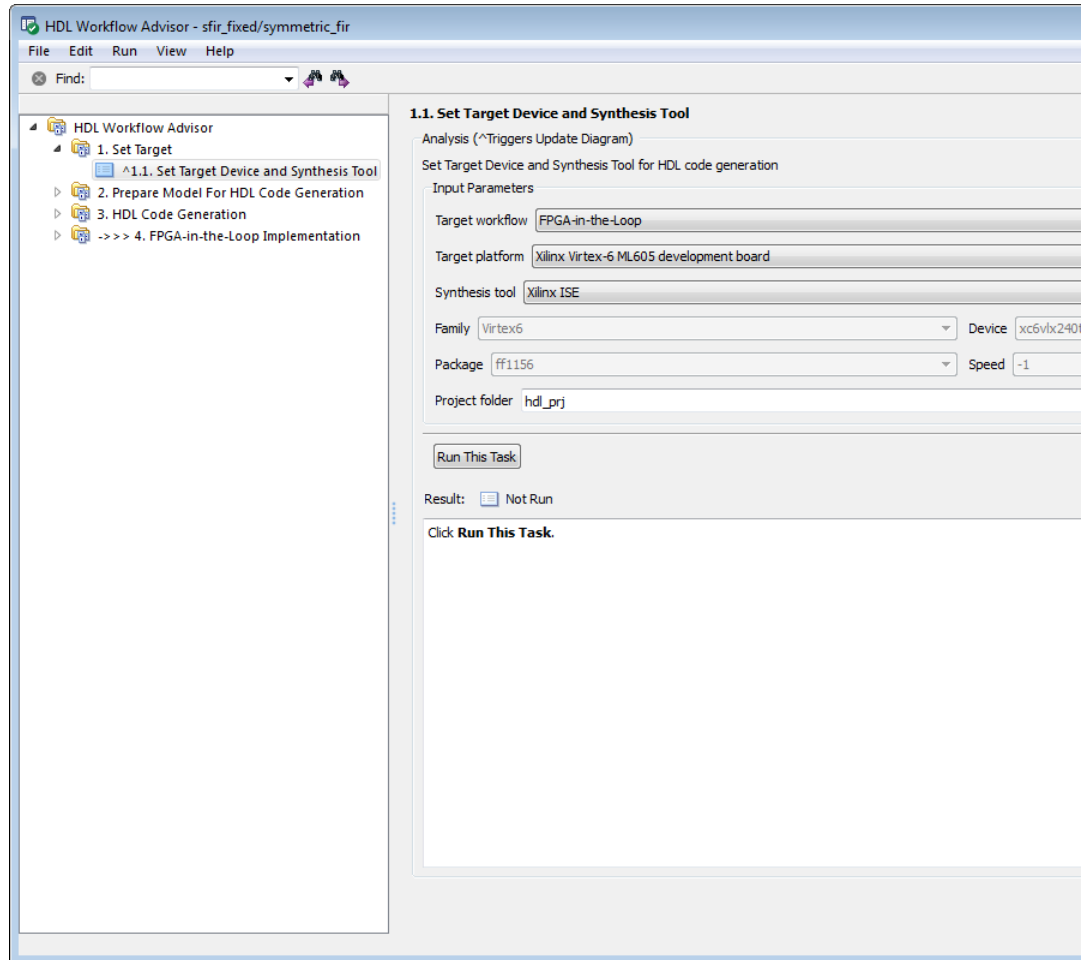 HDL Workflow Advisor - sfir_fixed/symmetric_fir
File Edit Run View Help
Find:
HDL Workflow Advisor
1. Set Target
^1.1. Set Target Device and Synthesis Tool
2. Prepare Model For HDL Code Generation
3. HDL Code Generation
->>> 4. FPGA-in-the-Loop Implementation
1.1. Set Target Device and Synthesis Tool
Analysis (^Triggers Update Diagram)
Set Target Device and Synthesis Tool for HDL code generation
Input Parameters
Target workflow FPGA-in-the-Loop
Target platform Xilinx Virtex-6 ML605 development board
Synthesis tool Xilinx ISE
Family Virtex6 Device xc6vlx240t
Package ff1156 Speed -1
Project folder hdl_prj
Run This Task
Result: Not Run
Click Run This Task.